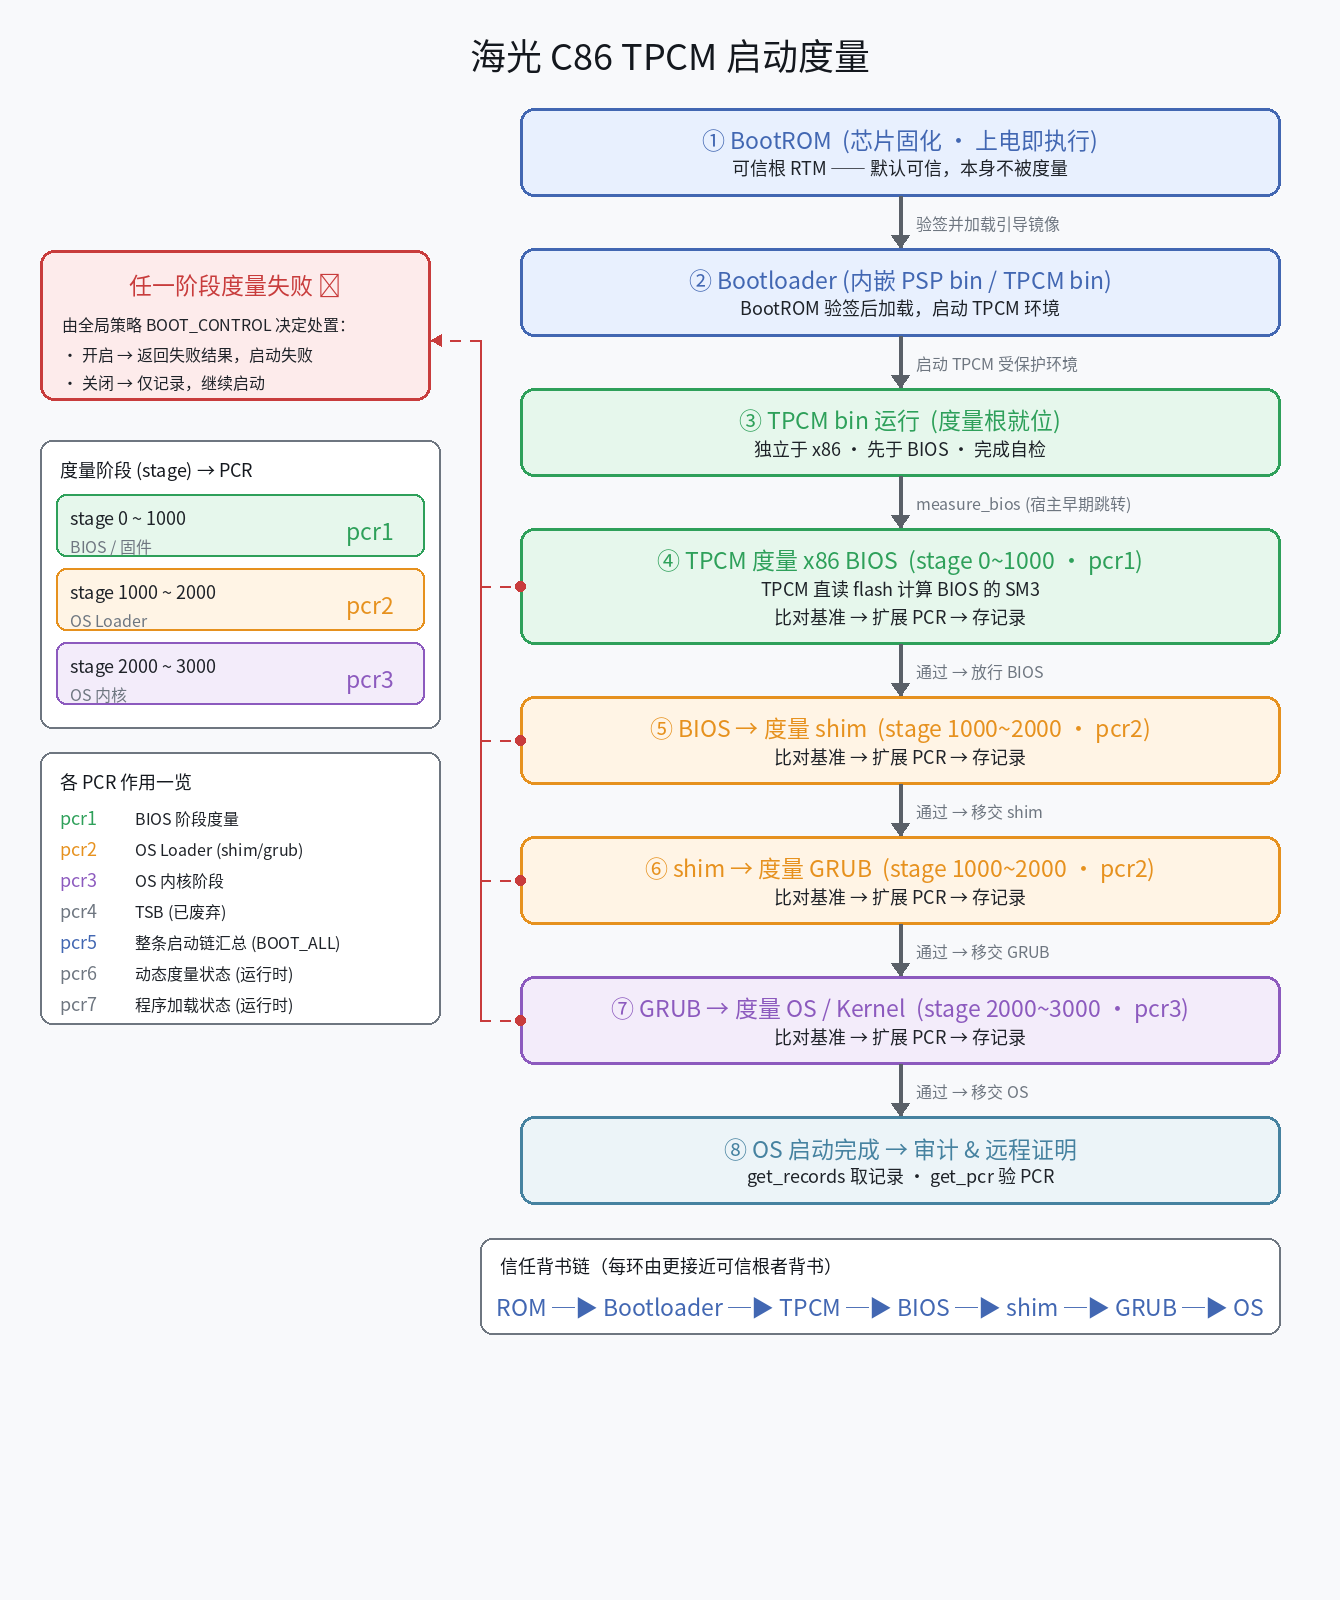 海光 C86 TPCM 启动度量
① BootROM（芯片固化 · 上电即执行）
可信根 RTM —— 默认可信，本身不被度量
验签并加载引导镜像
② Bootloader (内嵌 PSP bin / TPCM bin)
BootROM 验签后加载，启动 TPCM 环境
启动 TPCM 受保护环境
③ TPCM bin 运行（度量根就位）
独立于 x86 · 先于 BIOS · 完成自检
measure_bios (宿主早期跳转)
④ TPCM 度量 x86 BIOS（stage 0~1000 · pcr1）
TPCM 直读 flash 计算 BIOS 的 SM3
比对基准 → 扩展 PCR → 存记录
通过 → 放行 BIOS
⑤ BIOS → 度量 shim（stage 1000~2000 · pcr2）
比对基准 → 扩展 PCR → 存记录
通过 → 移交 shim
⑥ shim → 度量 GRUB（stage 1000~2000 · pcr2）
比对基准 → 扩展 PCR → 存记录
通过 → 移交 GRUB
⑦ GRUB → 度量 OS / Kernel（stage 2000~3000 · pcr3）
比对基准 → 扩展 PCR → 存记录
通过 → 移交 OS
⑧ OS 启动完成 → 审计 & 远程证明
get_records 取记录 · get_pcr 验 PCR
任一阶段度量失败
由全局策略 BOOT_CONTROL 决定处置：
· 开启 → 返回失败结果，启动失败
· 关闭 → 仅记录，继续启动
度量阶段 (stage) → PCR
stage 0 ~ 1000
BIOS / 固件
pcr1
stage 1000 ~ 2000
OS Loader
pcr2
stage 2000 ~ 3000
OS 内核
pcr3
各 PCR 作用一览
pcr1 BIOS 阶段度量
pcr2 OS Loader (shim/grub)
pcr3 OS 内核阶段
pcr4 TSB (已废弃)
pcr5 整条启动链汇总 (BOOT_ALL)
pcr6 动态度量状态 (运行时)
pcr7 程序加载状态 (运行时)
信任背书链（每环由更接近可信根者背书）
ROM —▶ Bootloader —▶ TPCM —▶ BIOS —▶ shim —▶ GRUB —▶ OS